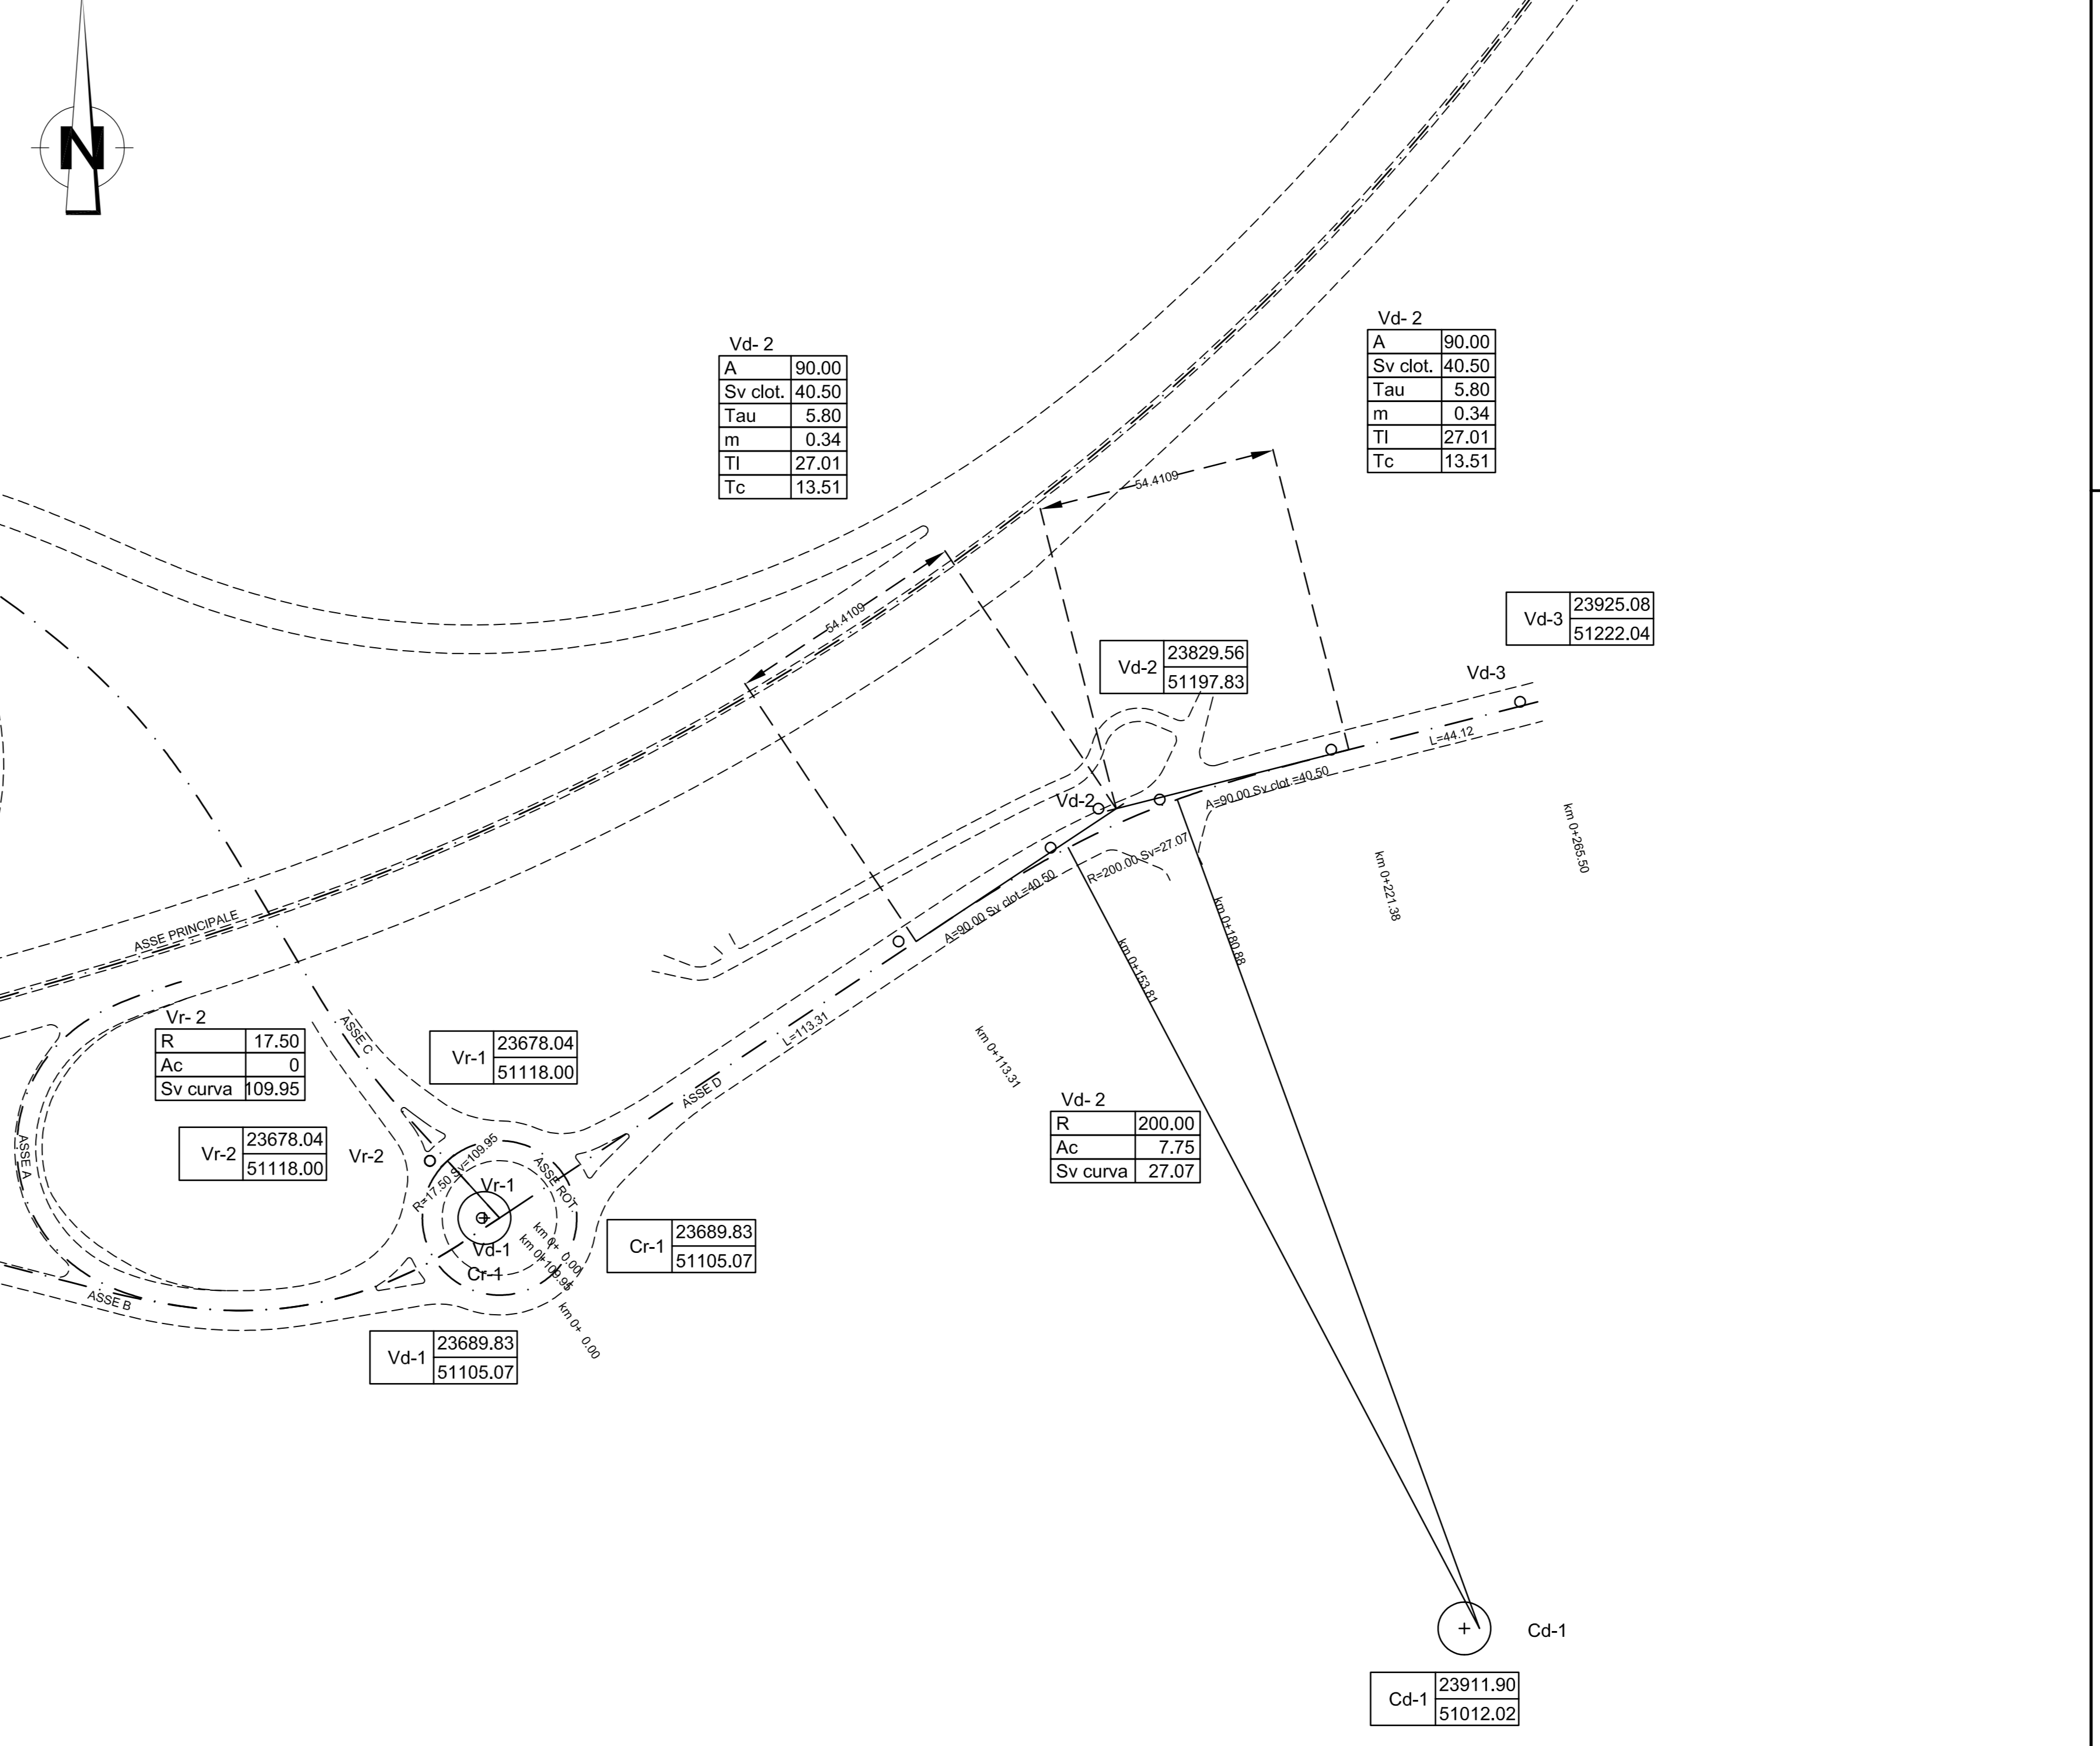 N
Vd- 2
A 90.00
Sv clot. 40.50
Tau 5.80
m 0.34
Tl 27.01
Tc 13.51
Vd- 2
A 90.00
Sv clot. 40.50
Tau 5.80
m 0.34
Tl 27.01
Tc 13.51
54.4109
54.4109
Vd-3 23925.08
51222.04
Vd-2 23829.56
51197.83
Vd-3
L=44.12
Vd-2
A=90.00 Sv clot.=40.50
R=200.00 Sv=27.07
A=90.00 Sv clot.=40.50
km 0+265.50
km 0+221.38
km 0+180.88
km 0+153.81
km 0+113.31
ASSE PRINCIPALE
L=113.31
ASSE D
ASSE C
Vr- 2
R 17.50
Ac 0
Sv curva 109.95
Vr-1 23678.04
51118.00
Vr-2 23678.04
51118.00
Vr-2
R=17.50 Sv=109.95
ASSE ROT.
Vr-1
Vd-1
Cr-1
km 0+ 0.00
km 0+109.95
km 0+ 0.00
ASSE A
ASSE B
Cr-1 23689.83
51105.07
Vd-1 23689.83
51105.07
Vd- 2
R 200.00
Ac 7.75
Sv curva 27.07
Cd-1
Cd-1 23911.90
51012.02